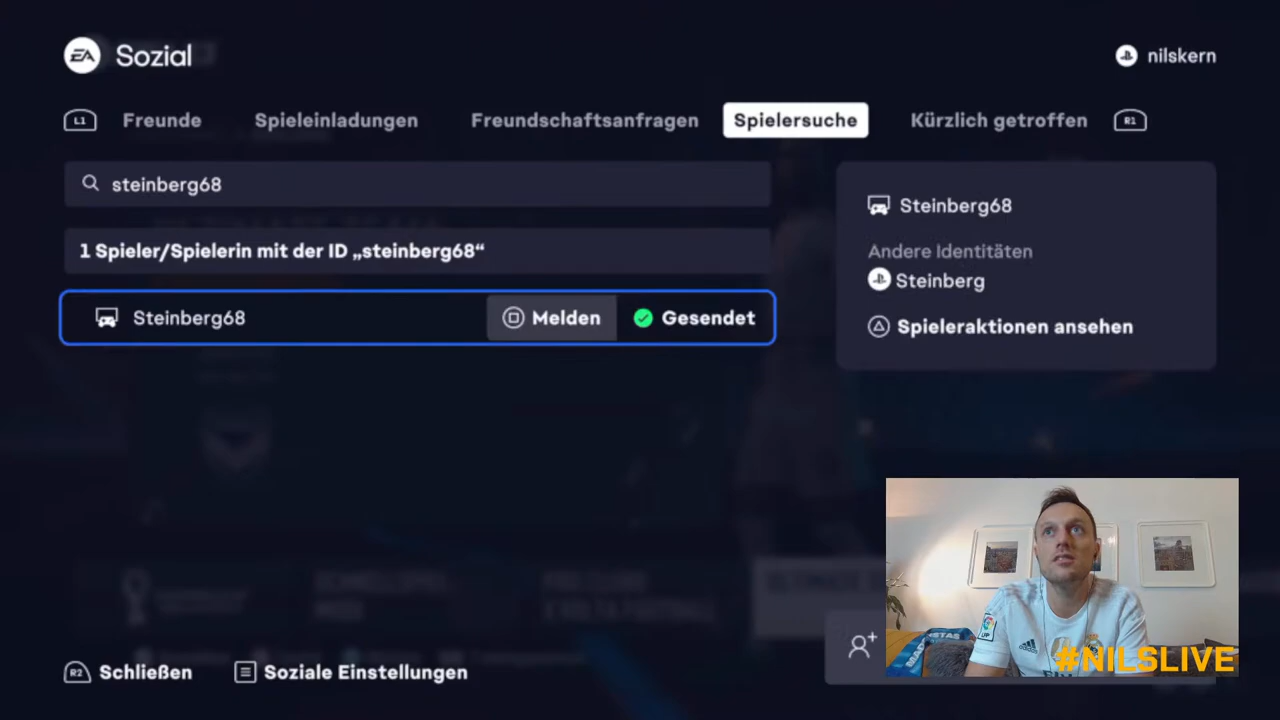 EA Sozial
nilskern
L1 Freunde Spieleinladungen Freundschaftsanfragen Spielersuche Kürzlich getroffen R1
steinberg68
1 Spieler/Spielerin mit der ID „steinberg68“
Steinberg68 Melden Gesendet
Steinberg68
Andere Identitäten
Steinberg
Spieleraktionen ansehen
#NILSLIVE
R2 Schließen Soziale Einstellungen